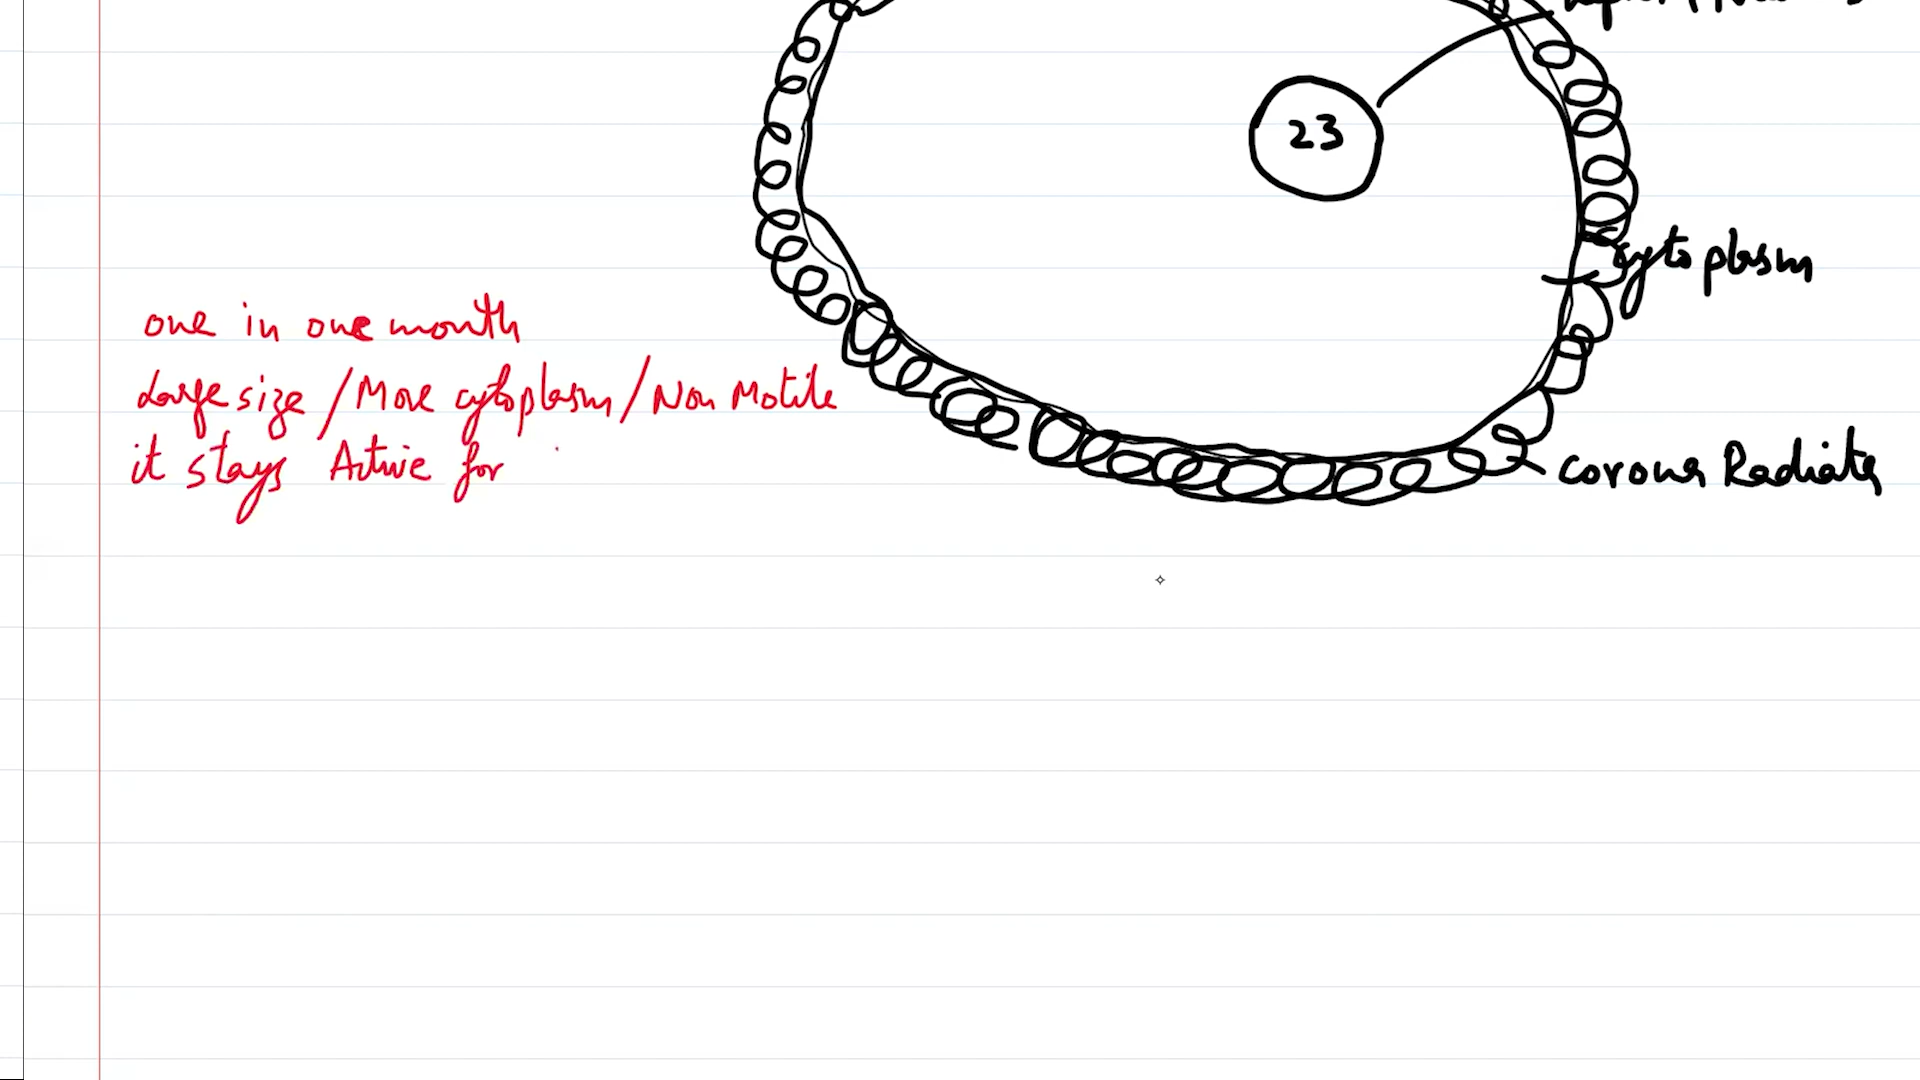 23
cytoplasm
one in one month
Large size / More cytoplasm / Non Motile
it stays Active for
corona Radiata